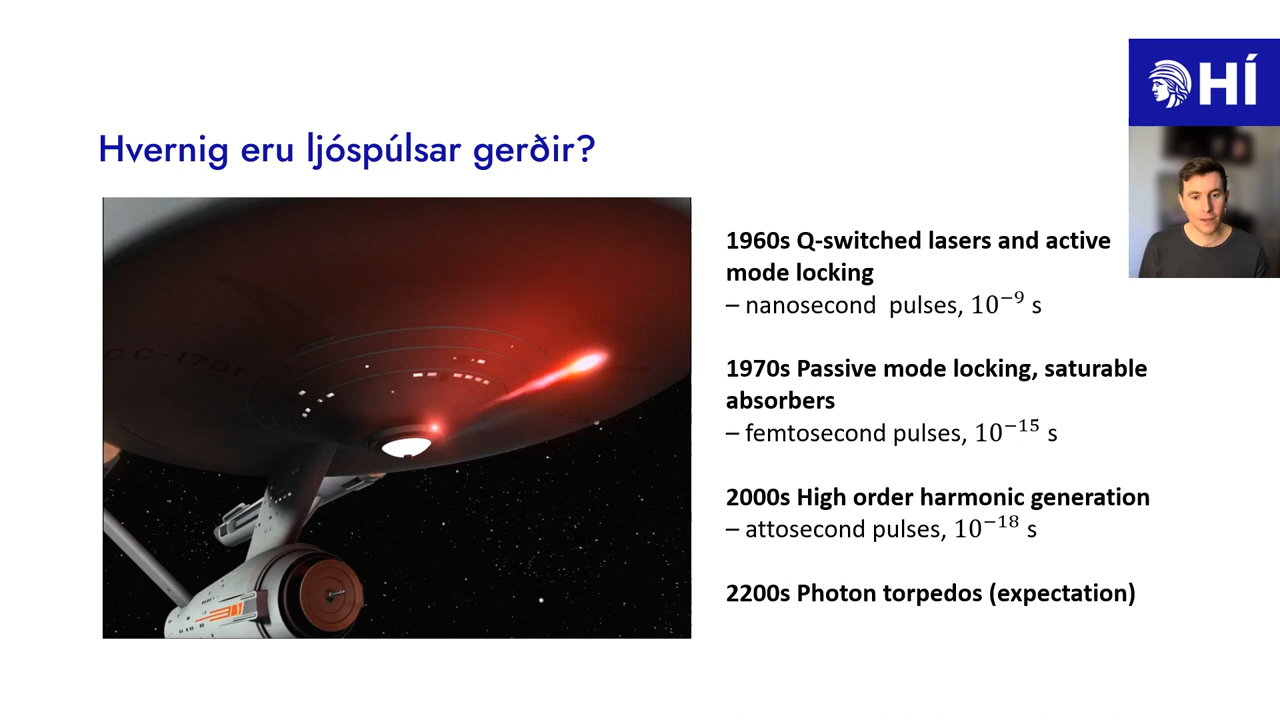 HÍ
Hvernig eru ljóspúlsar gerðir?
1960s Q-switched lasers and active
mode locking
– nanosecond pulses, 10⁻⁹ s
1970s Passive mode locking, saturable
absorbers
– femtosecond pulses, 10⁻¹⁵ s
2000s High order harmonic generation
– attosecond pulses, 10⁻¹⁸ s
2200s Photon torpedos (expectation)
CC-1701